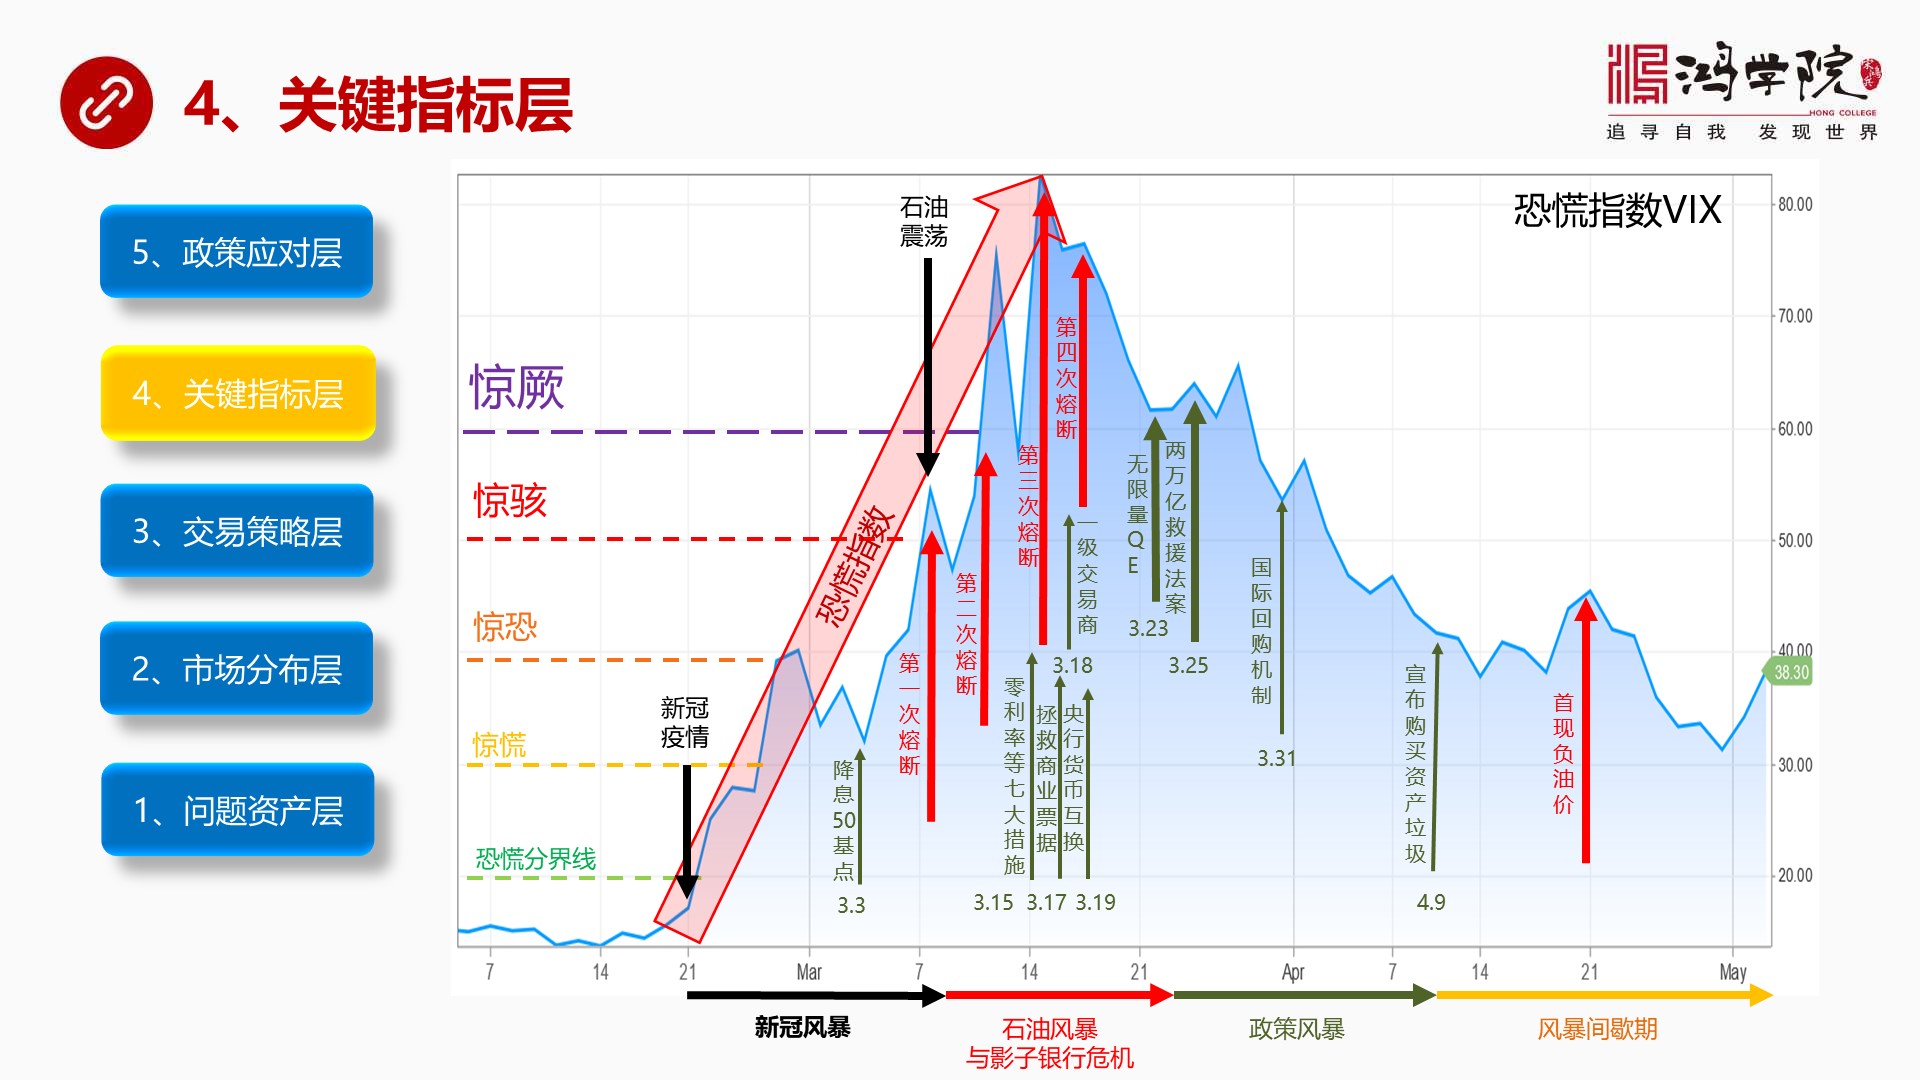 4、关键指标层
鸿学院
宋鸿兵
HONG COLLEGE
追寻自我 发现世界
5、政策应对层
4、关键指标层
3、交易策略层
2、市场分布层
1、问题资产层
恐慌指数VIX
石油
震荡
惊厥
惊骇
惊恐
惊慌
恐慌分界线
新冠
疫情
恐慌指数
降息50基点
3.3
第一次熔断
第二次熔断
第三次熔断
第四次熔断
零利率等七大措施
3.15
拯救商业票据
3.17
央行货币互换
3.19
一级交易商
3.18
无限量QE
3.23
两万亿救援法案
3.25
国际回购机制
3.31
宣布购买资产垃圾
4.9
首现负油价
80.00
70.00
60.00
50.00
40.00
38.30
30.00
20.00
7 14 21 Mar 7 14 21 Apr 7 14 21 May
新冠风暴
石油风暴
与影子银行危机
政策风暴
风暴间歇期